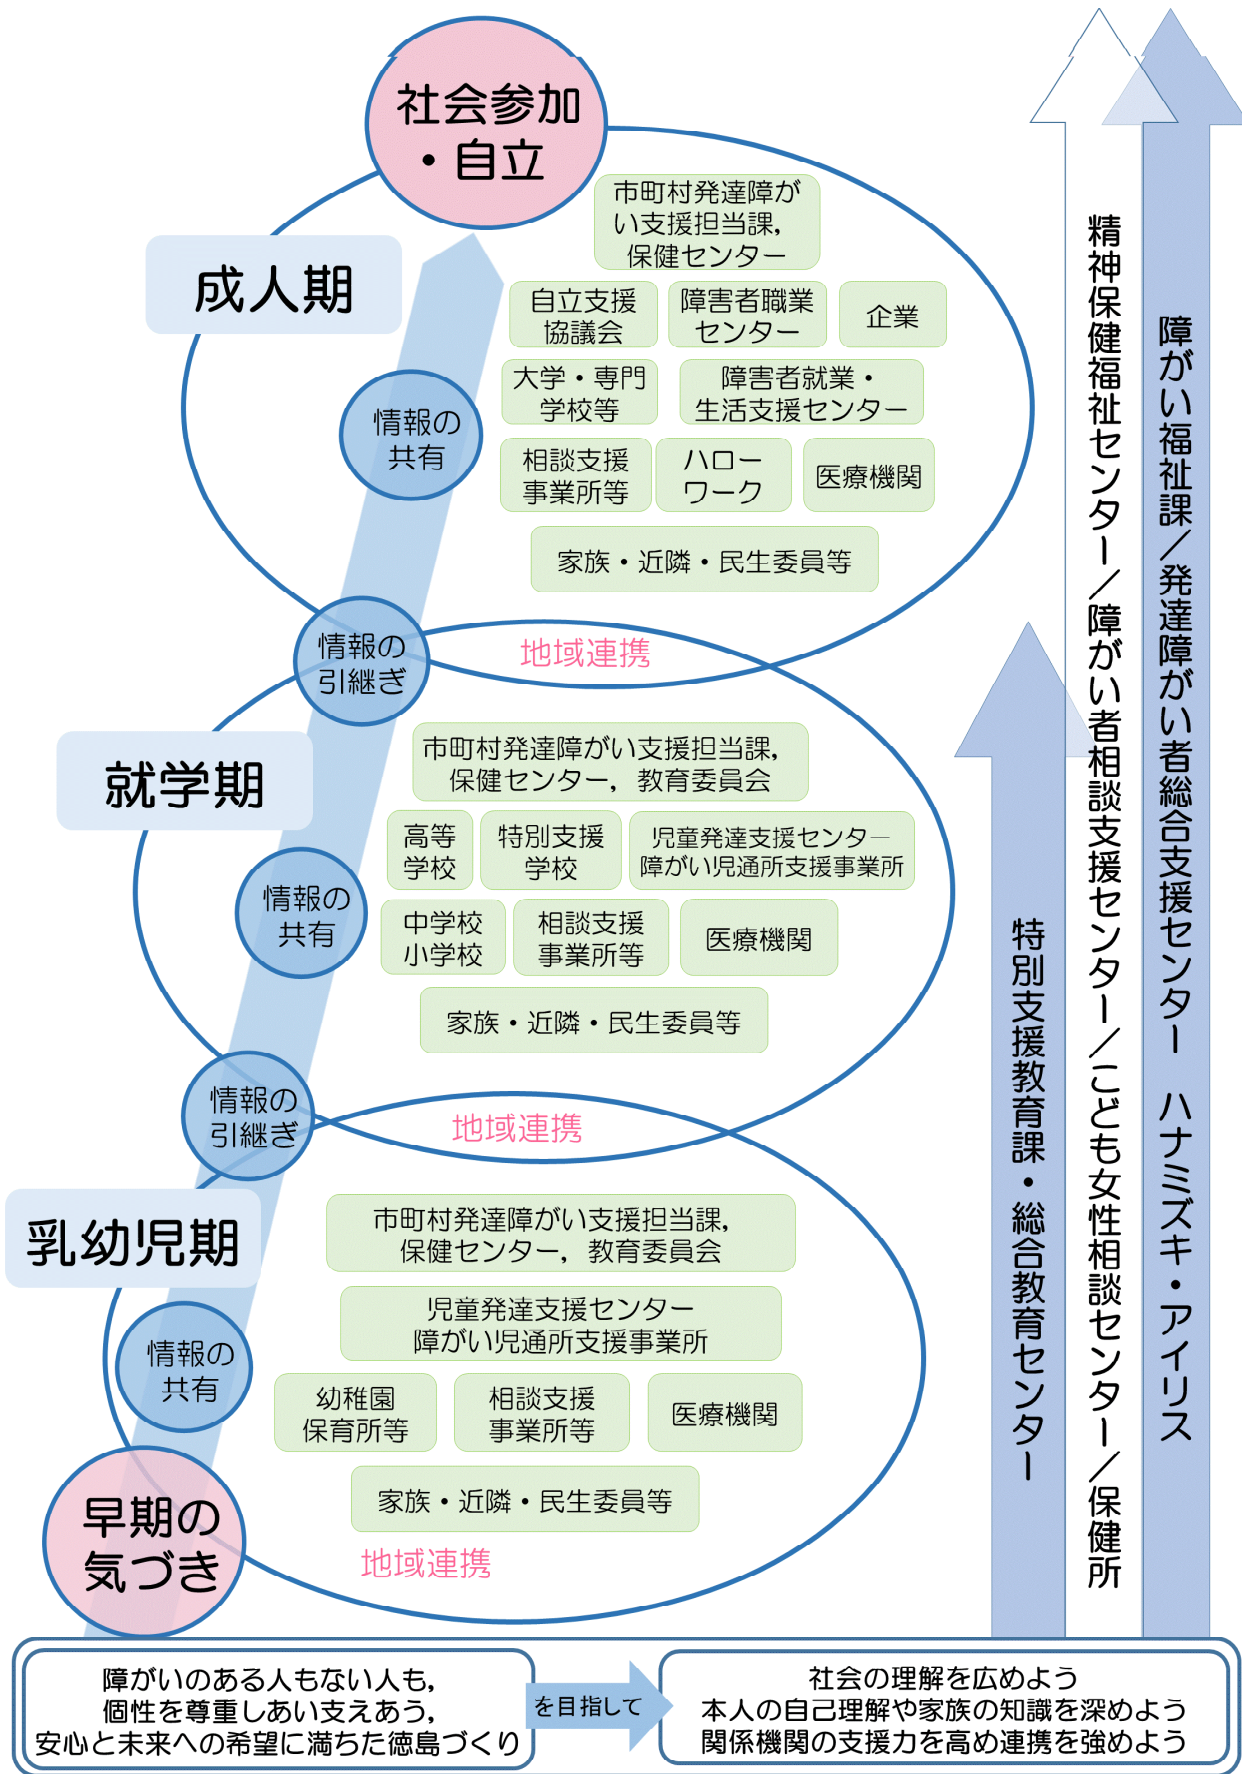 社会参加
・自立
市町村発達障が
い支援担当課，
保健センター
成人期
自立支援
協議会
障害者職業
センター
企業
大学・専門
学校等
障害者就業・
生活支援センター
情報の
共有
相談支援
事業所等
ハロー
ワーク
医療機関
家族・近隣・民生委員等
情報の
引継ぎ
地域連携
就学期
市町村発達障がい支援担当課，
保健センター，教育委員会
高等
学校
特別支援
学校
児童発達支援センター
障がい児通所支援事業所
情報の
共有
中学校
小学校
相談支援
事業所等
医療機関
家族・近隣・民生委員等
情報の
引継ぎ
地域連携
乳幼児期
市町村発達障がい支援担当課，
保健センター，教育委員会
児童発達支援センター
障がい児通所支援事業所
情報の
共有
幼稚園
保育所等
相談支援
事業所等
医療機関
家族・近隣・民生委員等
早期の
気づき
地域連携
特別支援教育課・総合教育センター
精神保健福祉センター／障がい者相談支援センター／こども女性相談センター／保健所
障がい福祉課／発達障がい者総合支援センター　ハナミズキ・アイリス
障がいのある人もない人も，
個性を尊重しあい支えあう，
安心と未来への希望に満ちた徳島づくり
を目指して
社会の理解を広めよう
本人の自己理解や家族の知識を深めよう
関係機関の支援力を高め連携を強めよう